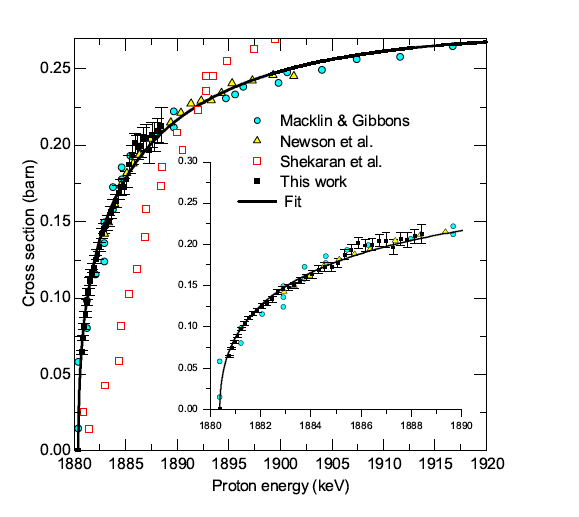 0.25
0.20
0.15
0.10
0.05
0.00
Cross section (barn)
1880 1885 1890 1895 1900 1905 1910 1915 1920
Proton energy (keV)
Macklin & Gibbons
Newson et al.
Shekaran et al.
This work
Fit
0.30
0.25
0.20
0.15
0.10
0.05
0.00
1880 1882 1884 1886 1888 1890